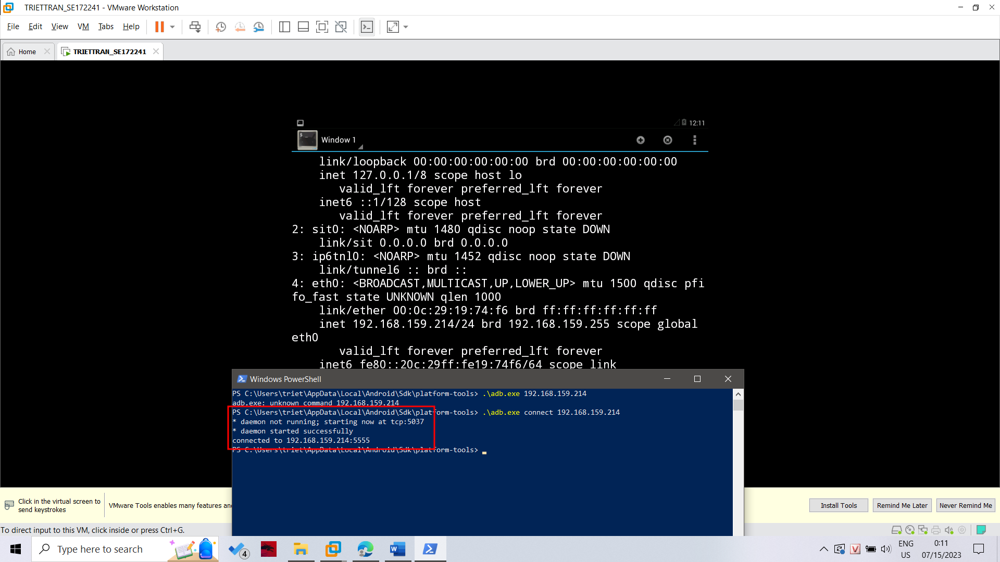 TRIETTRAN_SE172241 - VMware Workstation
File Edit View VM Tabs Help
Home
TRIETTRAN_SE172241
12:11
Window 1
link/loopback 00:00:00:00:00:00 brd 00:00:00:00:00:00
inet 127.0.0.1/8 scope host lo
valid_lft forever preferred_lft forever
inet6 ::1/128 scope host
valid_lft forever preferred_lft forever
2: sit0: <NOARP> mtu 1480 qdisc noop state DOWN
link/sit 0.0.0.0 brd 0.0.0.0
3: ip6tnl0: <NOARP> mtu 1452 qdisc noop state DOWN
link/tunnel6 :: brd ::
4: eth0: <BROADCAST,MULTICAST,UP,LOWER_UP> mtu 1500 qdisc pfi
fo_fast state UNKNOWN qlen 1000
link/ether 00:0c:29:19:74:f6 brd ff:ff:ff:ff:ff:ff
inet 192.168.159.214/24 brd 192.168.159.255 scope global
eth0
valid_lft forever preferred_lft forever
inet6 fe80::20c:29ff:fe19:74f6/64 scope link
Windows PowerShell
PS C:\Users\triet\AppData\Local\Android\Sdk\platform-tools> .\adb.exe 192.168.159.214
adb.exe: unknown command 192.168.159.214
PS C:\Users\triet\AppData\Local\Android\Sdk\platform-tools> .\adb.exe connect 192.168.159.214
* daemon not running; starting now at tcp:5037
* daemon started successfully
connected to 192.168.159.214:5555
PS C:\Users\triet\AppData\Local\Android\Sdk\platform-tools>
Click in the virtual screen to
send keystrokes
VMware Tools enables many features an
Install Tools
Remind Me Later
Never Remind Me
To direct input to this VM, click inside or press Ctrl+G.
Type here to search
4
ENG
US
0:11
07/15/2023